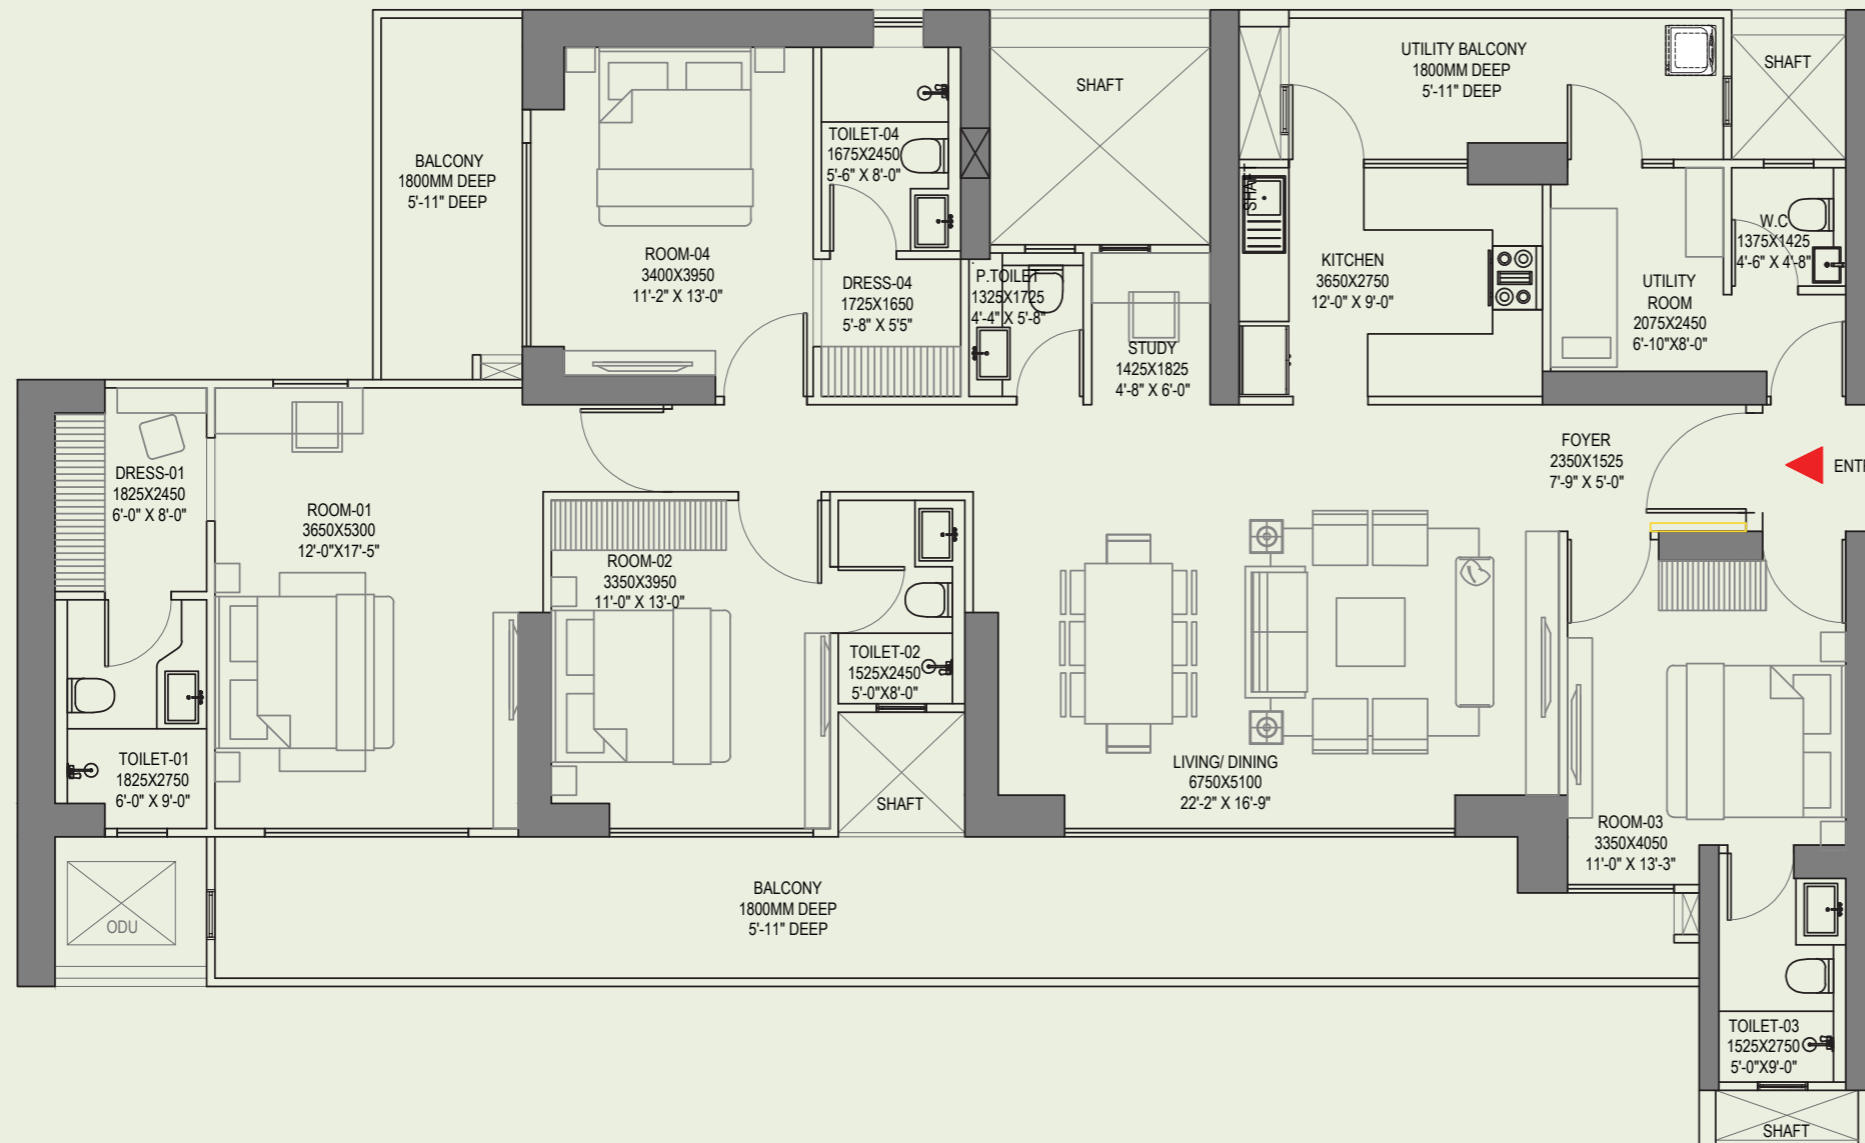 UTILITY BALCONY
1800MM DEEP
5'-11" DEEP
SHAFT
SHAFT
BALCONY
1800MM DEEP
5'-11" DEEP
TOILET-04
1675X2450
5'-6" X 8'-0"
SHAFT
ROOM-04
3400X3950
11'-2" X 13'-0"
DRESS-04
1725X1650
5'-8" X 5'5"
P.TOILET
1325X1725
4'-4" X 5'-8"
STUDY
1425X1825
4'-8" X 6'-0"
KITCHEN
3650X2750
12'-0" X 9'-0"
UTILITY
ROOM
2075X2450
6'-10"X8'-0"
W.C
1375X1425
4'-6" X 4'-8"
FOYER
2350X1525
7'-9" X 5'-0"
ENT
DRESS-01
1825X2450
6'-0" X 8'-0"
ROOM-01
3650X5300
12'-0"X17'-5"
ROOM-02
3350X3950
11'-0" X 13'-0"
TOILET-02
1525X2450
5'-0"X8'-0"
TOILET-01
1825X2750
6'-0" X 9'-0"
SHAFT
LIVING/ DINING
6750X5100
22'-2" X 16'-9"
ROOM-03
3350X4050
11'-0" X 13'-3"
ODU
BALCONY
1800MM DEEP
5'-11" DEEP
TOILET-03
1525X2750
5'-0"X9'-0"
SHAFT